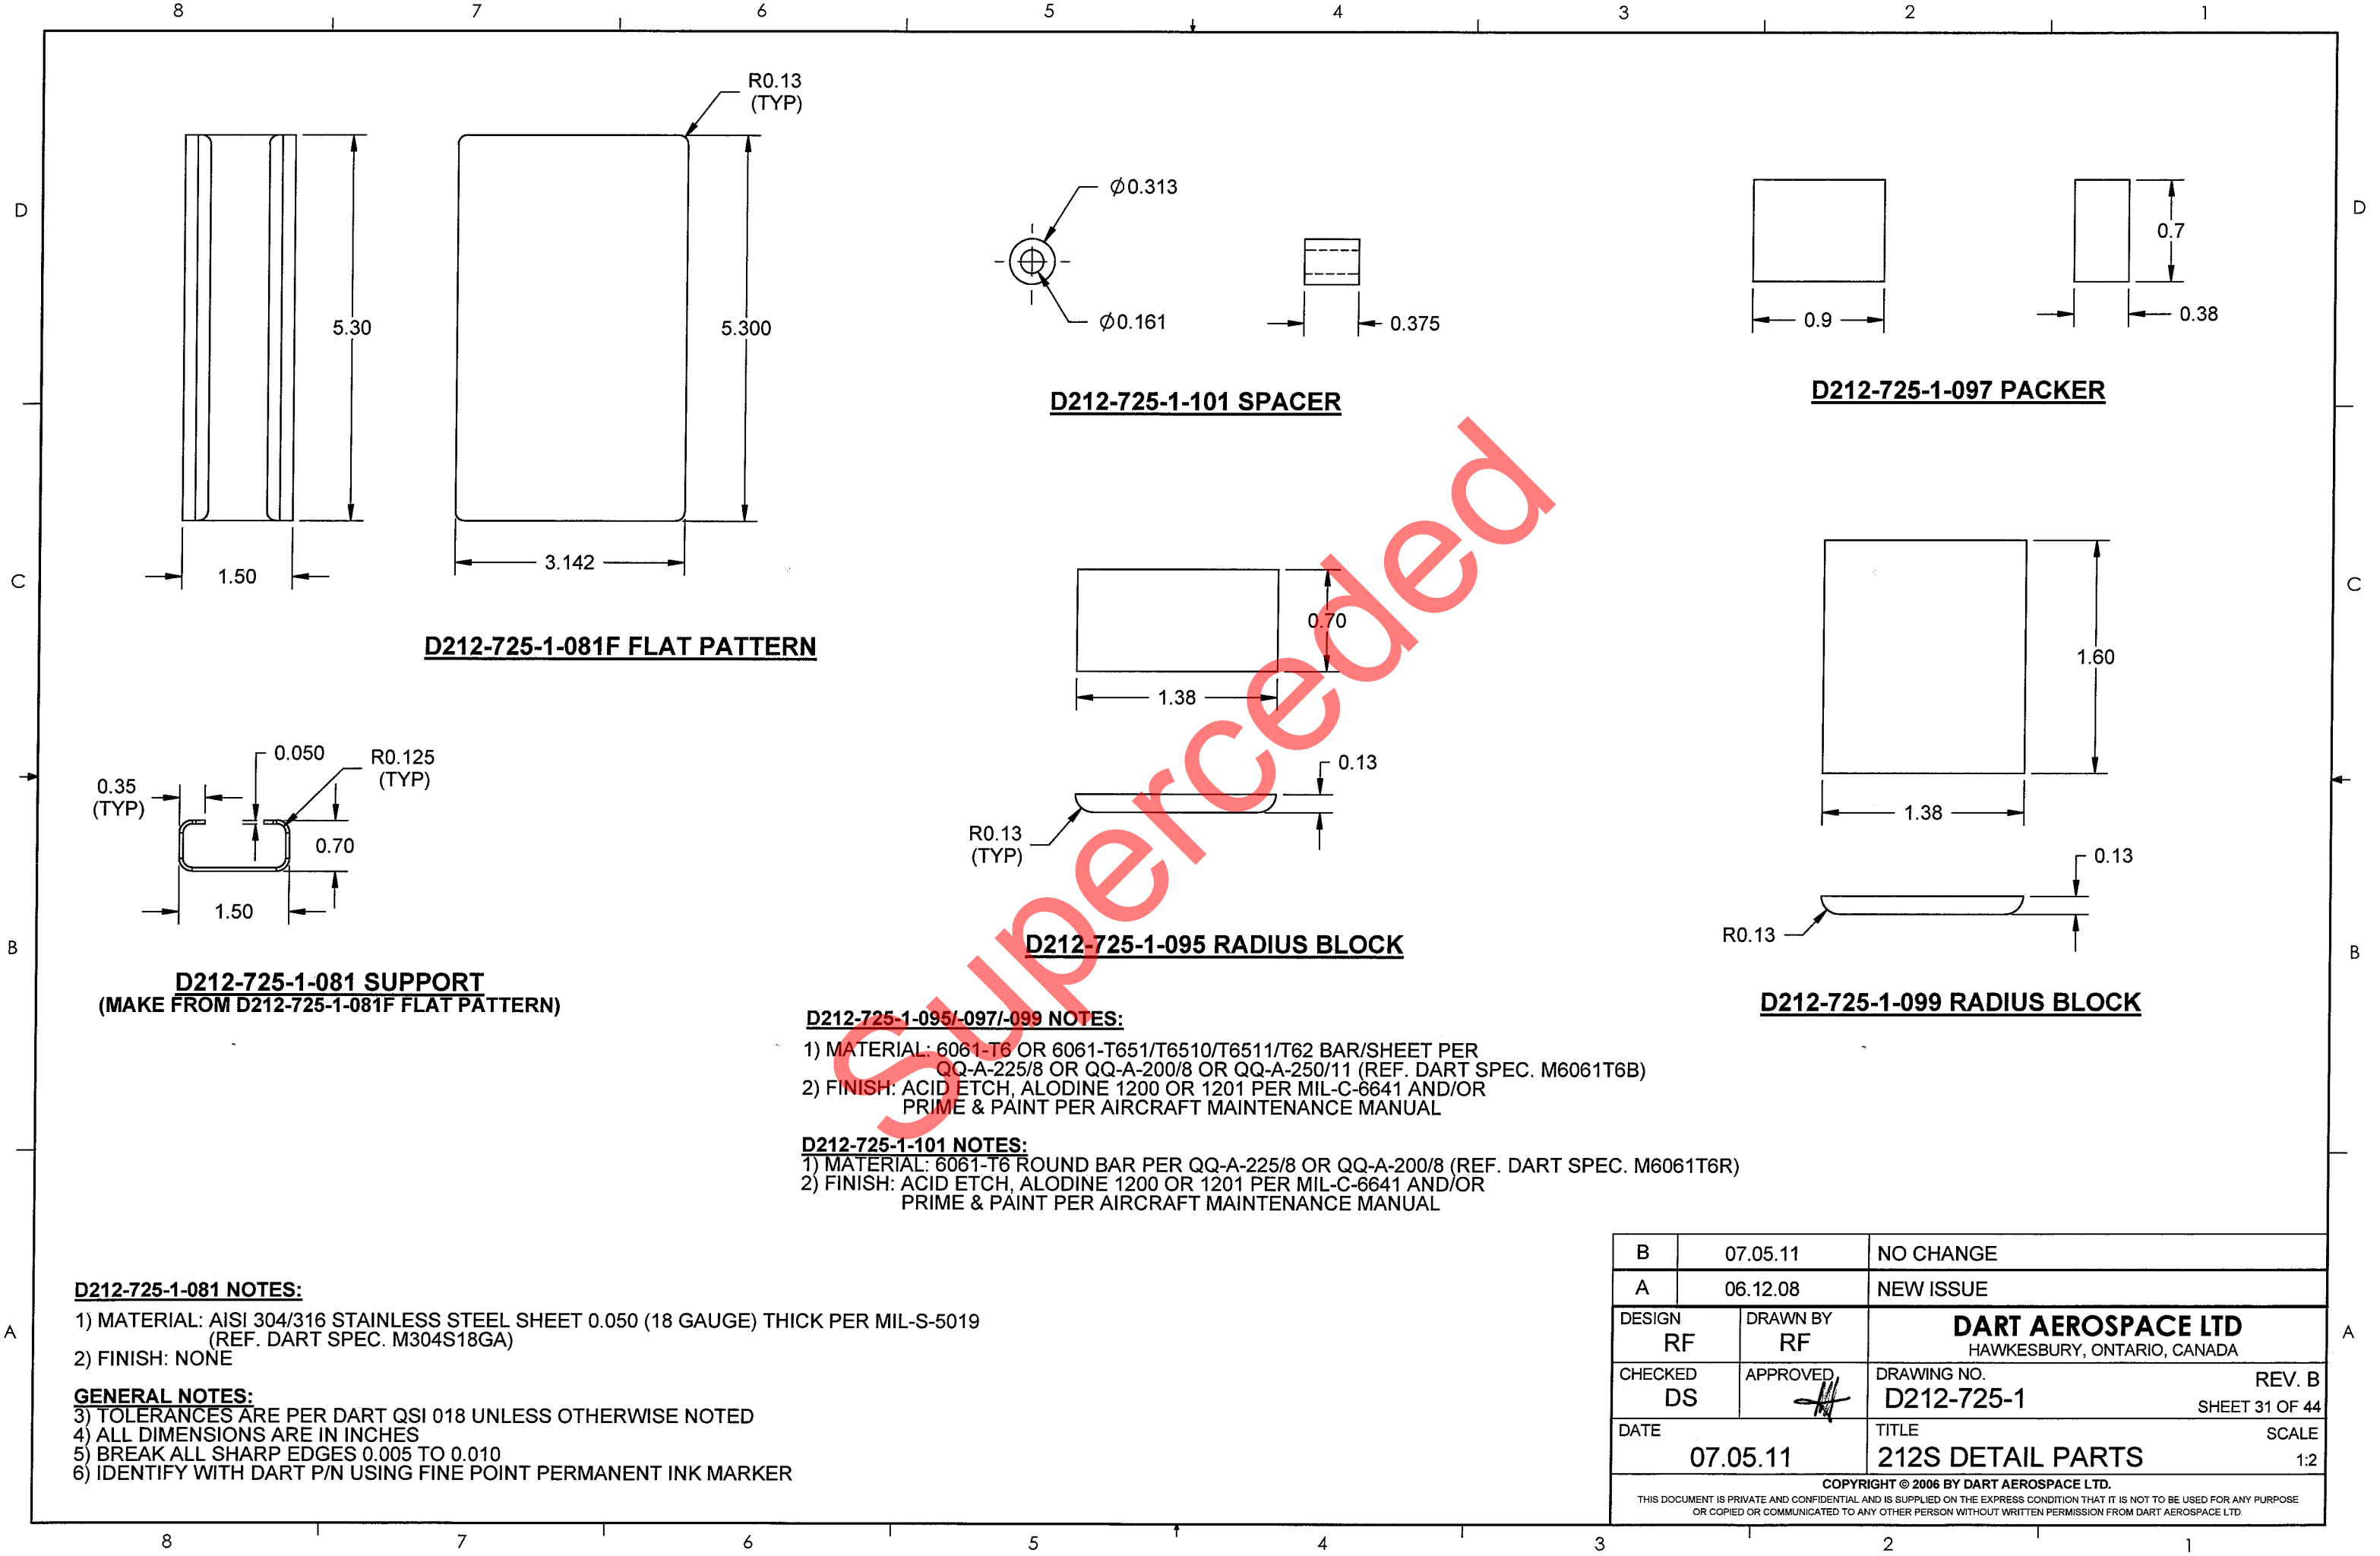 8 7 6 5 4 3 2 1
R0.13
(TYP)
5.30
5.300
1.50
3.142
D212-725-1-081F FLAT PATTERN
Ø0.313
Ø0.161
0.375
D212-725-1-101 SPACER
0.9
0.7
0.38
D212-725-1-097 PACKER
D
D
C
C
0.70
1.38
0.13
R0.13
(TYP)
D212-725-1-095 RADIUS BLOCK
1.60
1.38
0.13
R0.13
D212-725-1-099 RADIUS BLOCK
0.35
(TYP)
0.050
R0.125
(TYP)
0.70
1.50
B
B
D212-725-1-081 SUPPORT
(MAKE FROM D212-725-1-081F FLAT PATTERN)
Superceded
D212-725-1-095/-097/-099 NOTES:
1) MATERIAL: 6061-T6 OR 6061-T651/T6510/T6511/T62 BAR/SHEET PER
QQ-A-225/8 OR QQ-A-200/8 OR QQ-A-250/11 (REF. DART SPEC. M6061T6B)
2) FINISH: ACID ETCH, ALODINE 1200 OR 1201 PER MIL-C-6641 AND/OR
PRIME & PAINT PER AIRCRAFT MAINTENANCE MANUAL
D212-725-1-101 NOTES:
1) MATERIAL: 6061-T6 ROUND BAR PER QQ-A-225/8 OR QQ-A-200/8 (REF. DART SPEC. M6061T6R)
2) FINISH: ACID ETCH, ALODINE 1200 OR 1201 PER MIL-C-6641 AND/OR
PRIME & PAINT PER AIRCRAFT MAINTENANCE MANUAL
D212-725-1-081 NOTES:
1) MATERIAL: AISI 304/316 STAINLESS STEEL SHEET 0.050 (18 GAUGE) THICK PER MIL-S-5019
(REF. DART SPEC. M304S18GA)
2) FINISH: NONE
GENERAL NOTES:
3) TOLERANCES ARE PER DART QSI 018 UNLESS OTHERWISE NOTED
4) ALL DIMENSIONS ARE IN INCHES
5) BREAK ALL SHARP EDGES 0.005 TO 0.010
6) IDENTIFY WITH DART P/N USING FINE POINT PERMANENT INK MARKER
A
A
B 07.05.11 NO CHANGE
A 06.12.08 NEW ISSUE
DESIGN
RF
DRAWN BY
RF
DART AEROSPACE LTD
HAWKESBURY, ONTARIO, CANADA
CHECKED
DS
APPROVED
DRAWING NO.
D212-725-1
REV. B
SHEET 31 OF 44
DATE
07.05.11
TITLE
212S DETAIL PARTS
SCALE
1:2
COPYRIGHT © 2006 BY DART AEROSPACE LTD.
THIS DOCUMENT IS PRIVATE AND CONFIDENTIAL AND IS SUPPLIED ON THE EXPRESS CONDITION THAT IT IS NOT TO BE USED FOR ANY PURPOSE
OR COPIED OR COMMUNICATED TO ANY OTHER PERSON WITHOUT WRITTEN PERMISSION FROM DART AEROSPACE LTD.
8 7 6 5 4 3 2 1